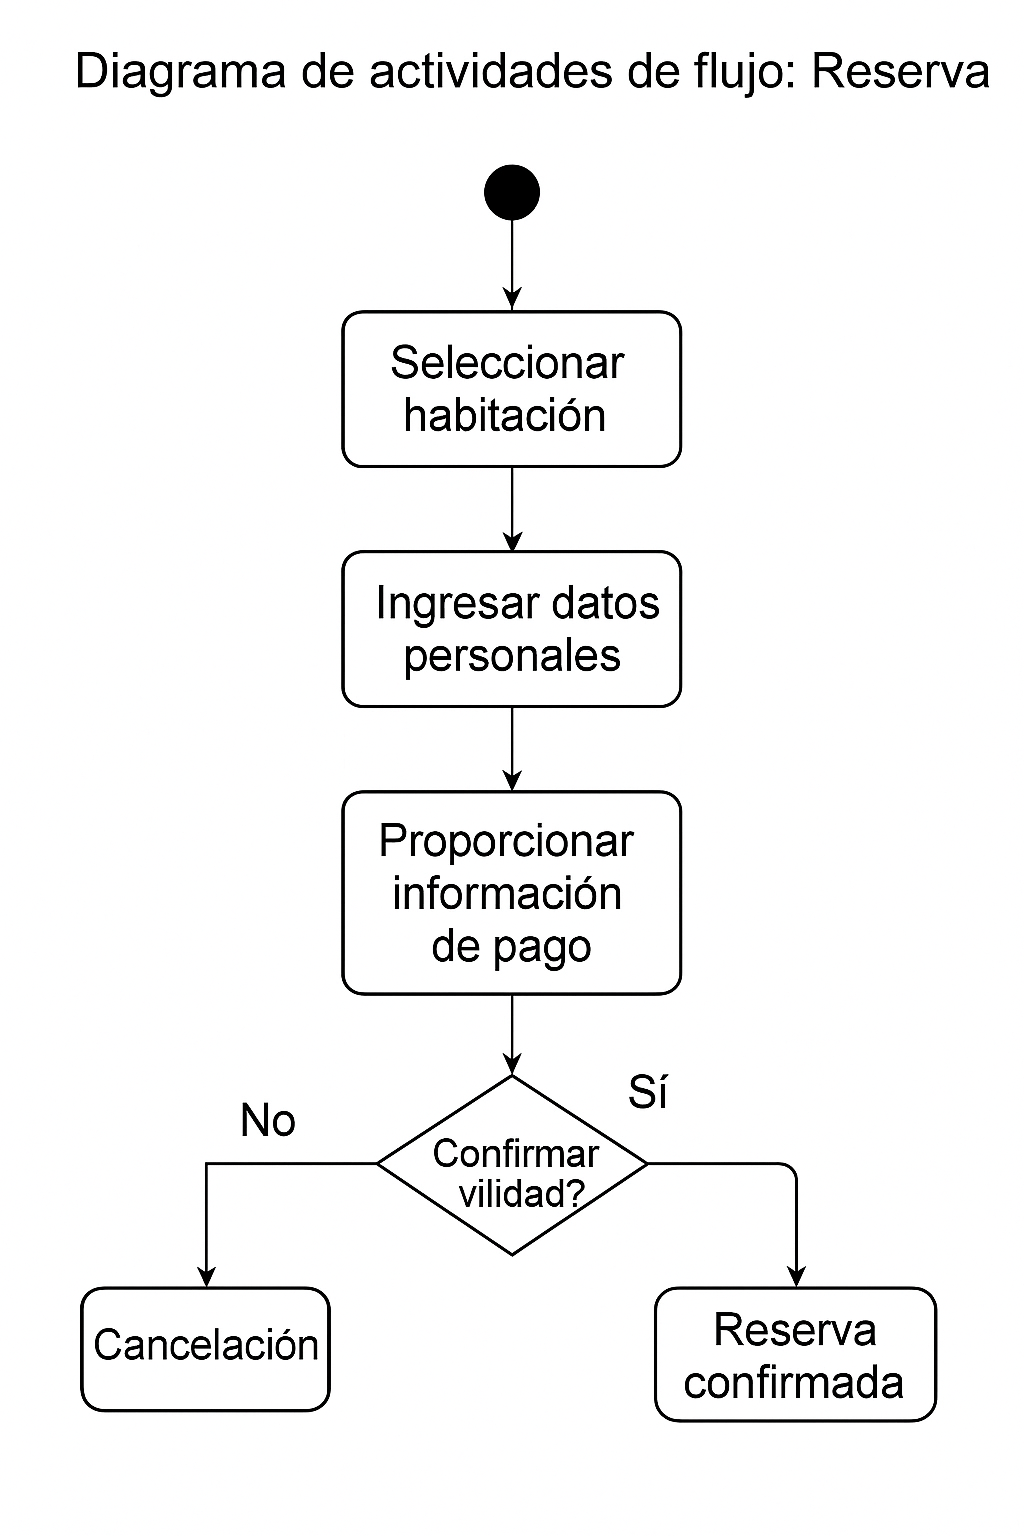 Diagrama de actividades de flujo: Reserva
Seleccionar
habitación
Ingresar datos
personales
Proporcionar
información
de pago
No
Sí
Confirmar
vilidad?
Cancelación
Reserva
confirmada